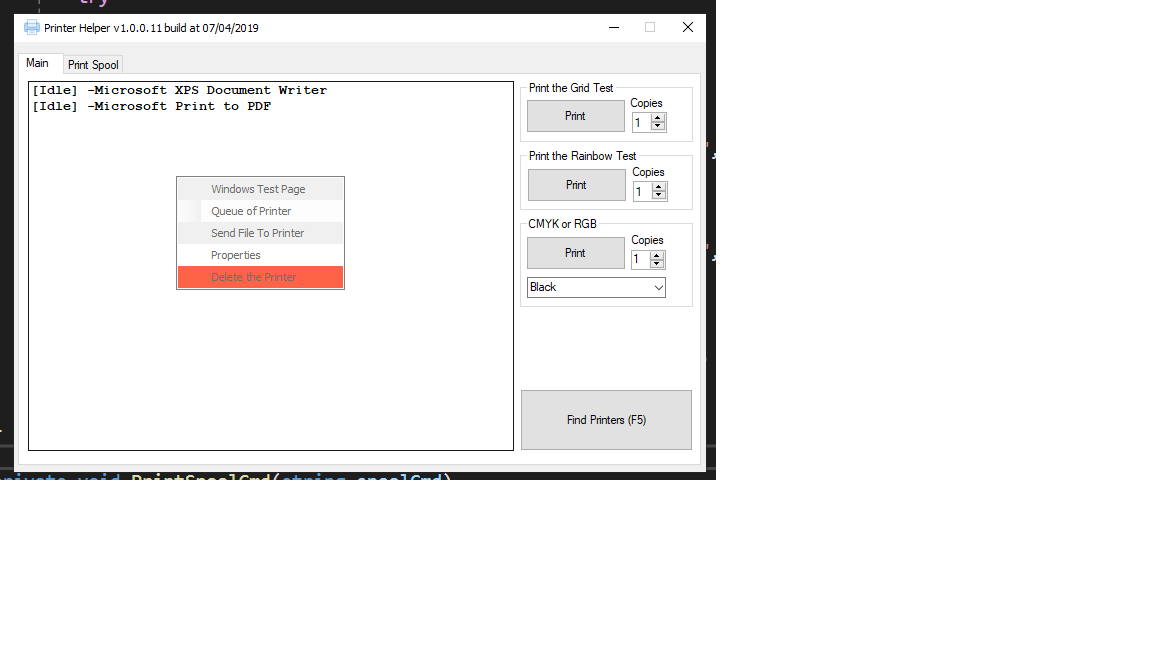 try
Printer Helper v1.0.0.11 build at 07/04/2019
Main
Print Spool
[Idle] -Microsoft XPS Document Writer
[Idle] -Microsoft Print to PDF
Windows Test Page
Queue of Printer
Send File To Printer
Properties
Delete the Printer
Print the Grid Test
Copies
Print
1
Print the Rainbow Test
Copies
Print
1
CMYK or RGB
Copies
Print
1
Black
Find Printers (F5)
private void PrintSpoolCmd(string spoolCmd)